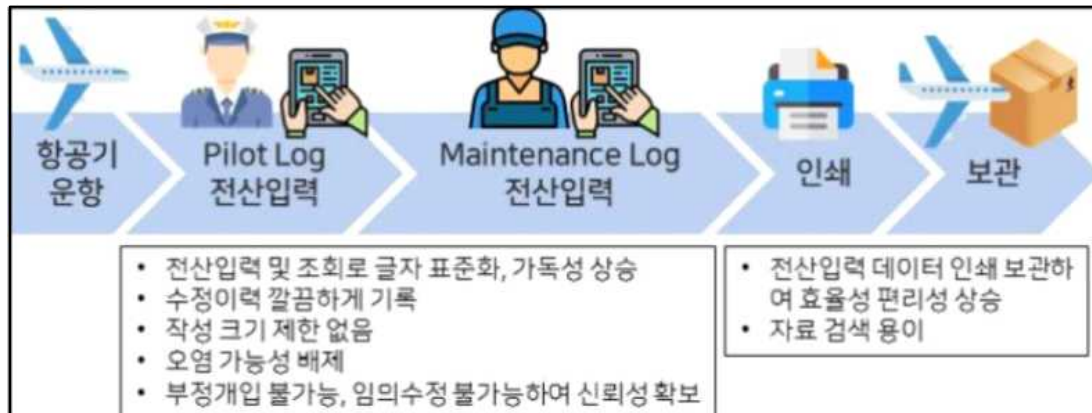 항공기
운항
Pilot Log
전산입력
Maintenance Log
전산입력
인쇄
보관
• 전산입력 및 조회로 글자 표준화, 가독성 상승
• 수정이력 깔끔하게 기록
• 작성 크기 제한 없음
• 오염 가능성 배제
• 부정개입 불가능, 임의수정 불가능하여 신뢰성 확보
• 전산입력 데이터 인쇄 보관하
여 효율성 편리성 상승
• 자료 검색 용이